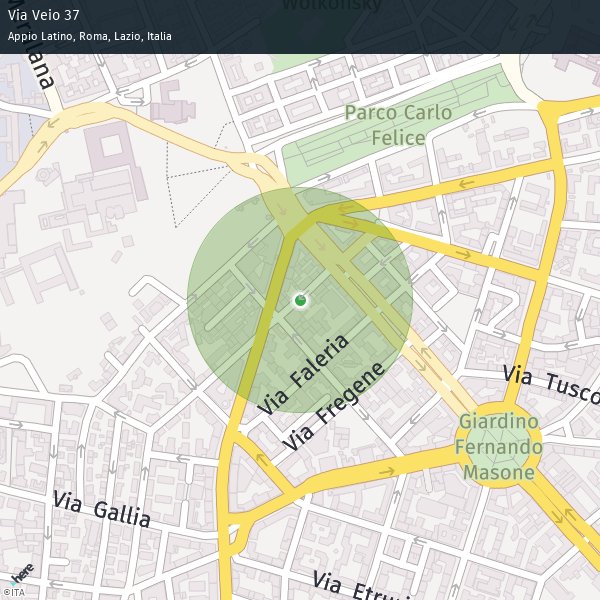 Via Veio 37
Appio Latino, Roma, Lazio, Italia
Wolkonsky
Parco Carlo
Felice
Via Faleria
Via Fregene
Via Tusco
Giardino
Fernando
Masone
Via Gallia
Via Etru
here
©ITA